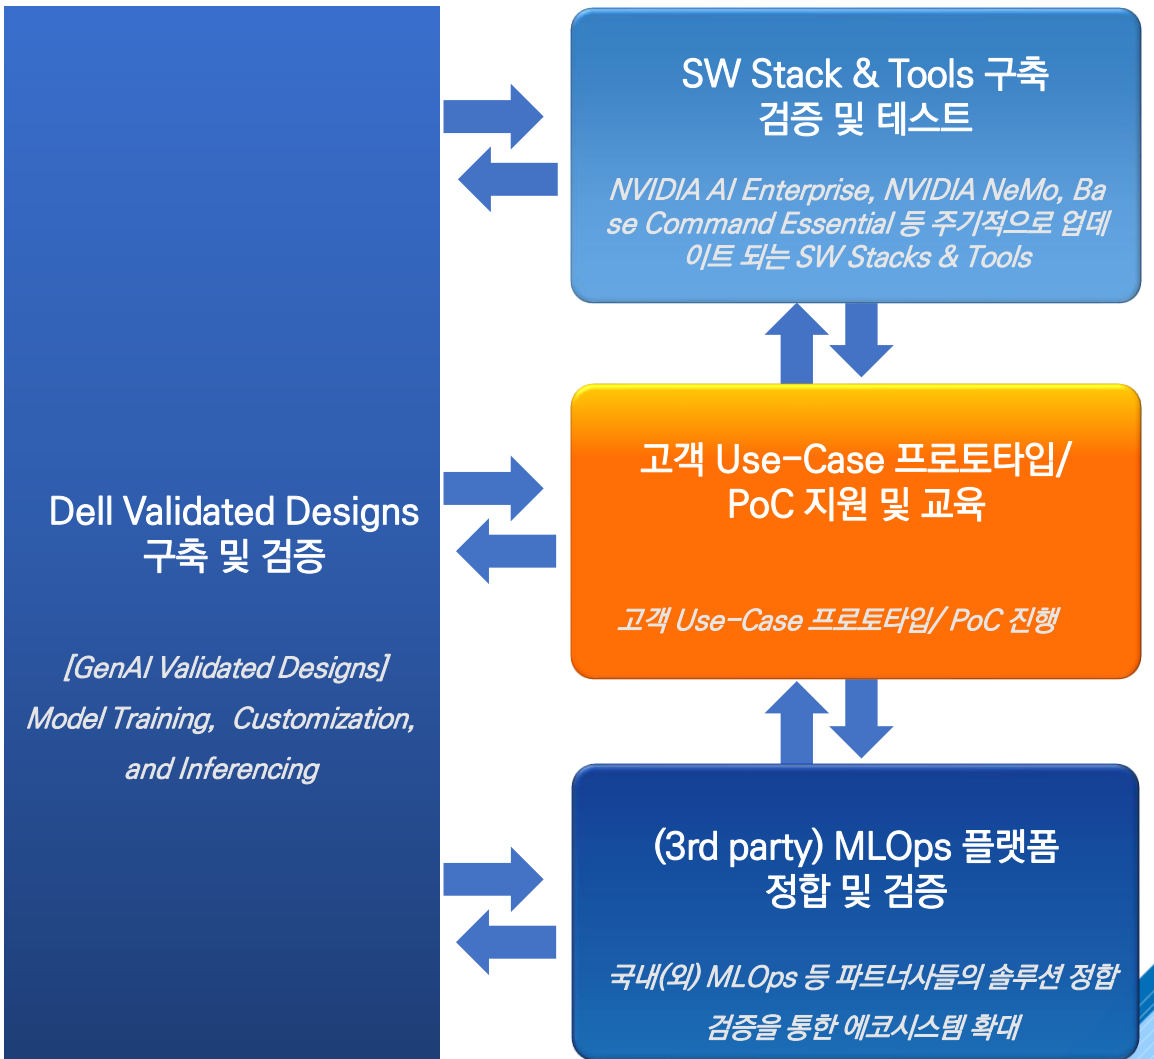 Dell Validated Designs
구축 및 검증
[GenAI Validated Designs]
Model Training, Customization,
and Inferencing
SW Stack & Tools 구축
검증 및 테스트
NVIDIA AI Enterprise, NVIDIA NeMo, Ba
se Command Essential 등 주기적으로 업데
이트 되는 SW Stacks & Tools
고객 Use-Case 프로토타입/
PoC 지원 및 교육
고객 Use-Case 프로토타입/ PoC 진행
(3rd party) MLOps 플랫폼
정합 및 검증
국내(외) MLOps 등 파트너사들의 솔루션 정합
검증을 통한 에코시스템 확대